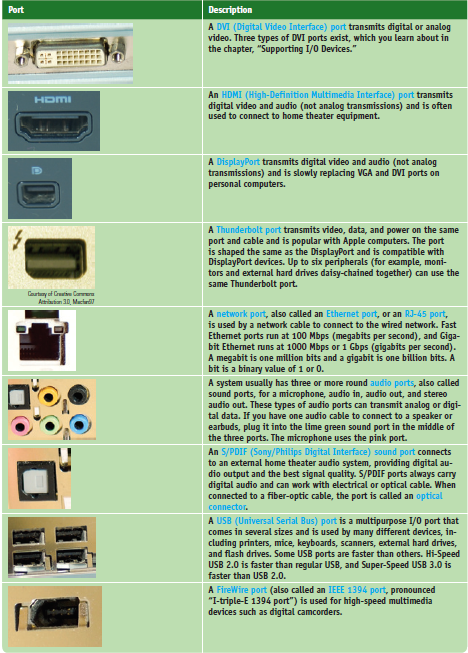 Port
Description
A DVI (Digital Video Interface) port transmits digital or analog
video. Three types of DVI ports exist, which you learn about in
the chapter, “Supporting I/O Devices.”
HDMI
An HDMI (High-Definition Multimedia Interface) port transmits
digital video and audio (not analog transmissions) and is often
used to connect to home theater equipment.
A DisplayPort transmits digital video and audio (not analog
transmissions) and is slowly replacing VGA and DVI ports on
personal computers.
A Thunderbolt port transmits video, data, and power on the same
port and cable and is popular with Apple computers. The port
is shaped the same as the DisplayPort and is compatible with
DisplayPort devices. Up to six peripherals (for example, moni-
tors and external hard drives daisy-chained together) can use the
same Thunderbolt port.
Courtesy of Creative Commons
Attribution 3.0, Mecfan97
A network port, also called an Ethernet port, or an RJ-45 port,
is used by a network cable to connect to the wired network. Fast
Ethernet ports run at 100 Mbps (megabits per second), and Giga-
bit Ethernet runs at 1000 Mbps or 1 Gbps (gigabits per second).
A megabit is one million bits and a gigabit is one billion bits. A
bit is a binary value of 1 or 0.
A system usually has three or more round audio ports, also called
sound ports, for a microphone, audio in, audio out, and stereo
audio out. These types of audio ports can transmit analog or digi-
tal data. If you have one audio cable to connect to a speaker or
earbuds, plug it into the lime green sound port in the middle of
the three ports. The microphone uses the pink port.
An S/PDIF (Sony/Philips Digital Interface) sound port connects
to an external home theater audio system, providing digital au-
dio output and the best signal quality. S/PDIF ports always carry
digital audio and can work with electrical or optical cable. When
connected to a fiber-optic cable, the port is called an optical
connector.
A USB (Universal Serial Bus) port is a multipurpose I/O port that
comes in several sizes and is used by many different devices, in-
cluding printers, mice, keyboards, scanners, external hard drives,
and flash drives. Some USB ports are faster than others. Hi-Speed
USB 2.0 is faster than regular USB, and Super-Speed USB 3.0 is
faster than USB 2.0.
A FireWire port (also called an IEEE 1394 port, pronounced
“I-triple-E 1394 port”) is used for high-speed multimedia
devices such as digital camcorders.